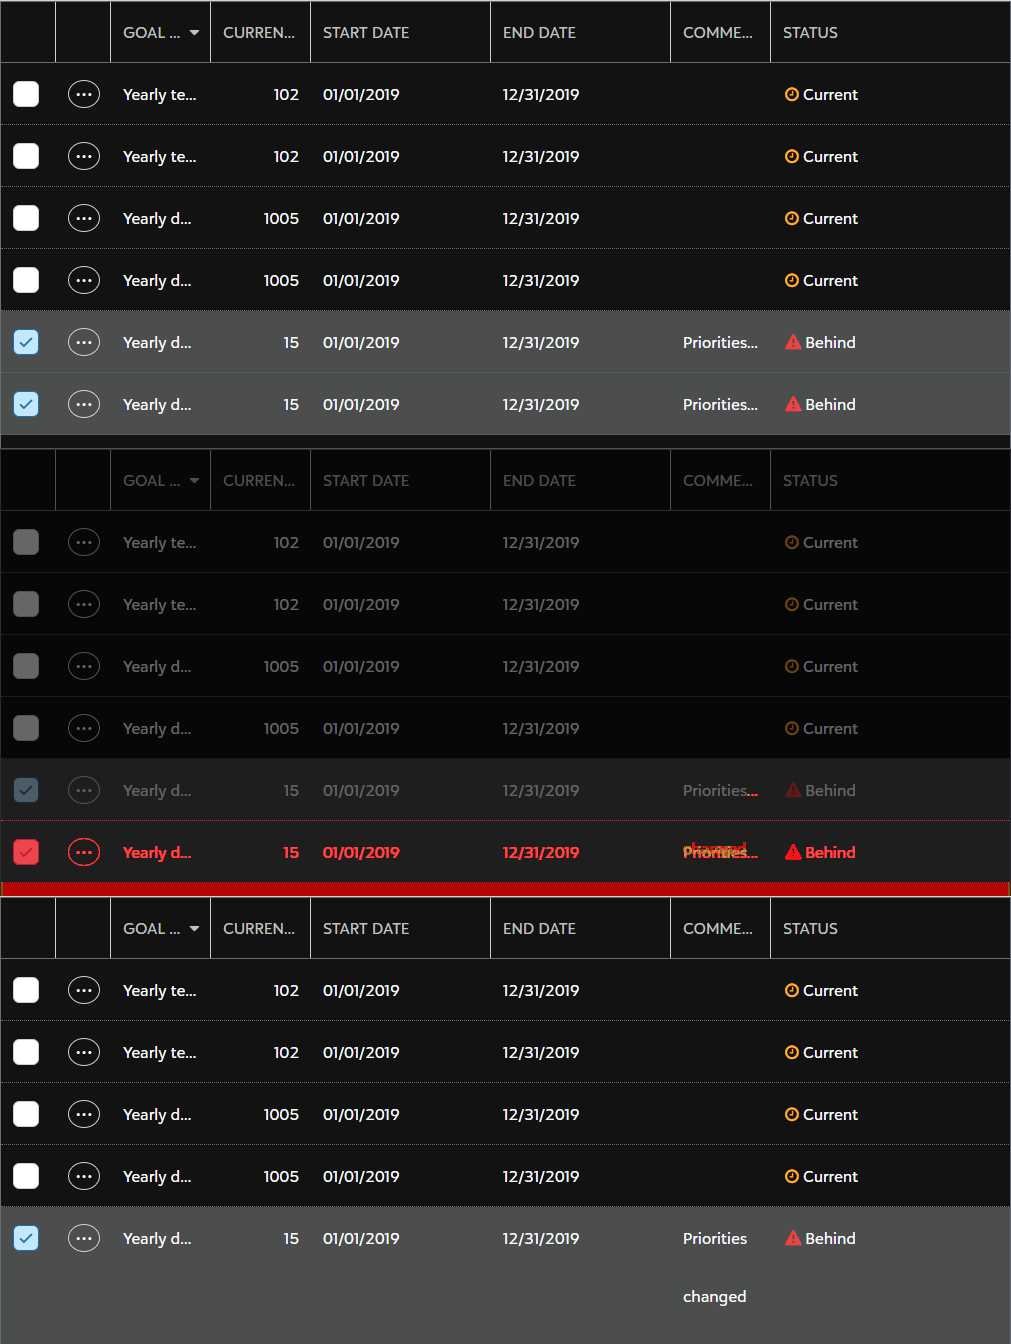 GOAL ... CURREN... START DATE END DATE COMME... STATUS
Yearly te... 102 01/01/2019 12/31/2019 Current
Yearly te... 102 01/01/2019 12/31/2019 Current
Yearly d... 1005 01/01/2019 12/31/2019 Current
Yearly d... 1005 01/01/2019 12/31/2019 Current
Yearly d... 15 01/01/2019 12/31/2019 Priorities... Behind
Yearly d... 15 01/01/2019 12/31/2019 Priorities... Behind
GOAL ... CURREN... START DATE END DATE COMME... STATUS
Yearly te... 102 01/01/2019 12/31/2019 Current
Yearly te... 102 01/01/2019 12/31/2019 Current
Yearly d... 1005 01/01/2019 12/31/2019 Current
Yearly d... 1005 01/01/2019 12/31/2019 Current
Yearly d... 15 01/01/2019 12/31/2019 Priorities... Behind
Yearly d... 15 01/01/2019 12/31/2019 Priorities... Behind
GOAL ... CURREN... START DATE END DATE COMME... STATUS
Yearly te... 102 01/01/2019 12/31/2019 Current
Yearly te... 102 01/01/2019 12/31/2019 Current
Yearly d... 1005 01/01/2019 12/31/2019 Current
Yearly d... 1005 01/01/2019 12/31/2019 Current
Yearly d... 15 01/01/2019 12/31/2019 Priorities Behind
changed